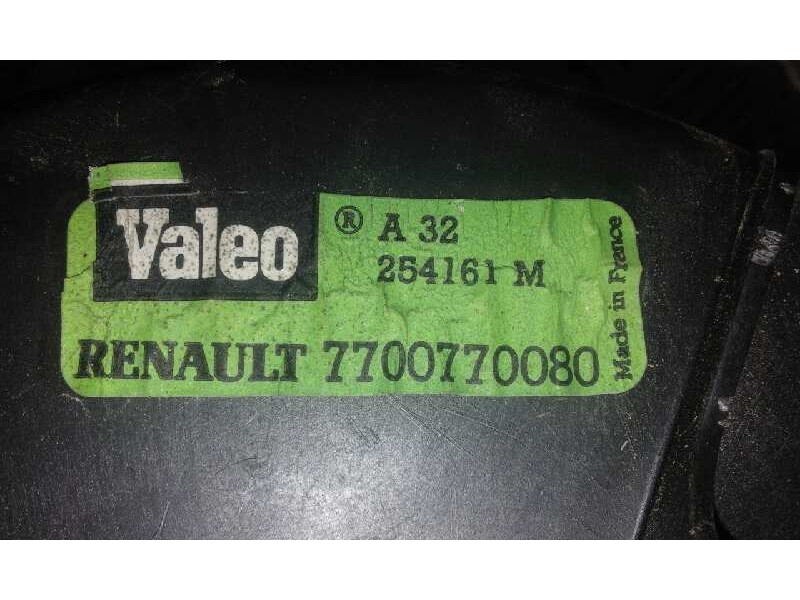 Valeo ® A 32
254161 M
RENAULT 7700770080
Made in France